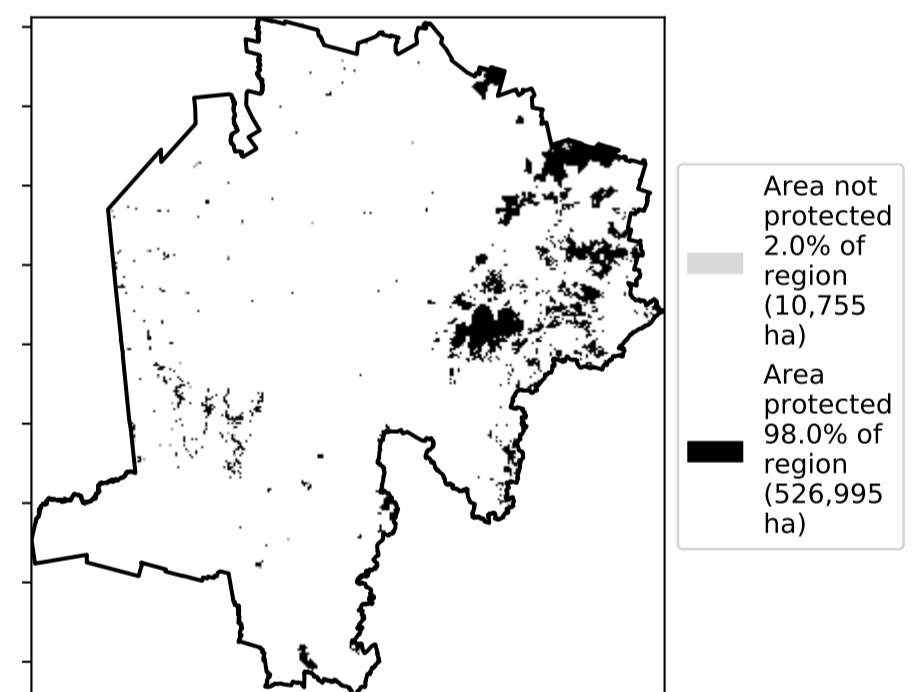 Area not
protected
2.0% of
region
(10,755
ha)
Area
protected
98.0% of
region
(526,995
ha)